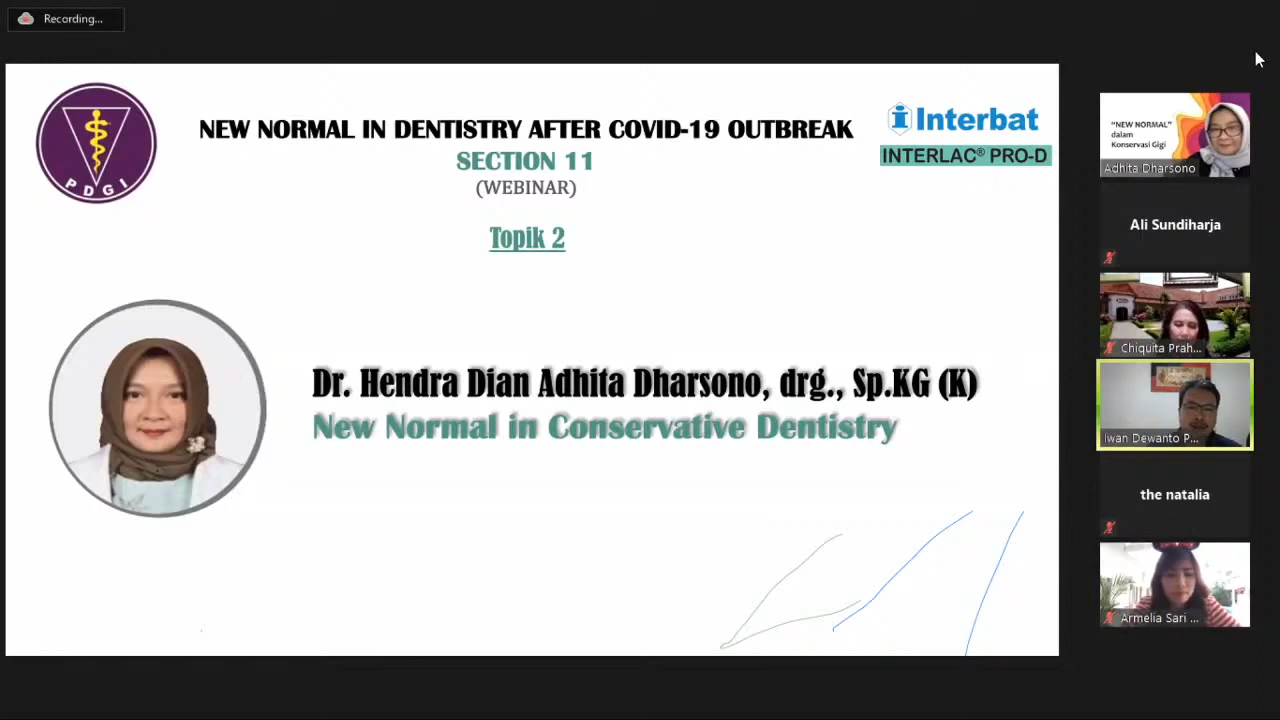 Recording...
PDGI
NEW NORMAL IN DENTISTRY AFTER COVID-19 OUTBREAK
SECTION 11
(WEBINAR)
Interbat
INTERLAC® PRO-D
Topik 2
Dr. Hendra Dian Adhita Dharsono, drg., Sp.KG (K)
New Normal in Conservative Dentistry
“NEW NORMAL”
dalam
Konservasi Gigi
Adhita Dharsono
Ali Sundiharja
Chiquita Prah...
Iwan Dewanto P...
the natalia
Armelia Sari ...